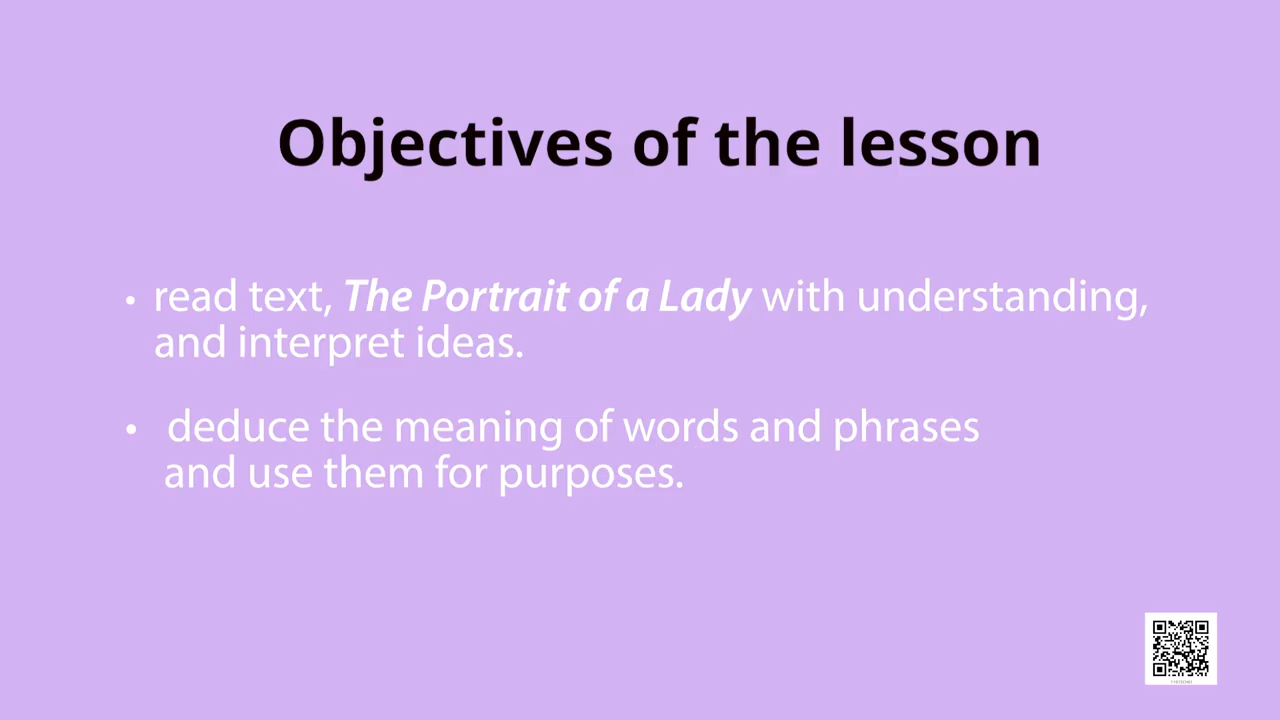 Objectives of the lesson
• read text, The Portrait of a Lady with understanding,
and interpret ideas.
• deduce the meaning of words and phrases
and use them for purposes.